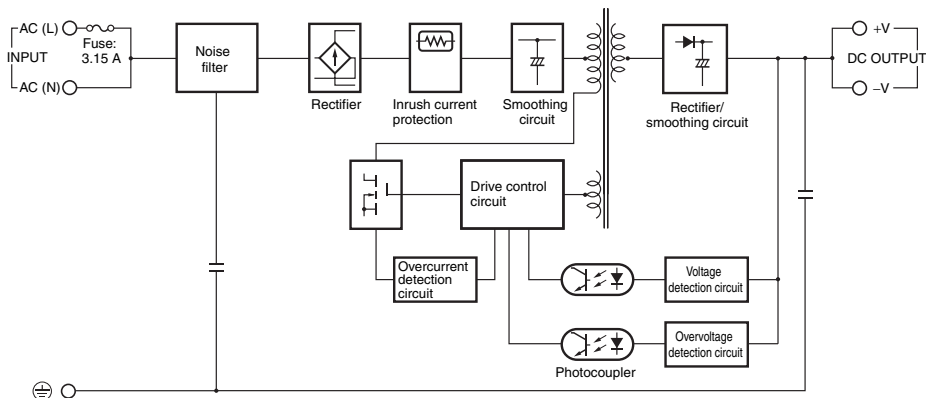 AC (L)
Fuse:
3.15 A
INPUT
AC (N)
Noise
filter
Rectifier
Inrush current
protection
Smoothing
circuit
Rectifier/
smoothing circuit
+V
DC OUTPUT
–V
Drive control
circuit
Overcurrent
detection
circuit
Voltage
detection circuit
Overvoltage
detection circuit
Photocoupler